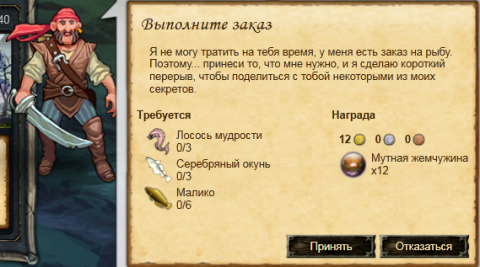 40
Выполните заказ
Я не могу тратить на тебя время, у меня есть заказ на рыбу.
Поэтому... принеси то, что мне нужно, и я сделаю короткий
перерыв, чтобы поделиться с тобой некоторыми из моих
секретов.
Требуется
Лосось мудрости
0/3
Серебряный окунь
0/3
Малико
0/6
Награда
12 0 0
Мутная жемчужина
x12
Принять
Отказаться